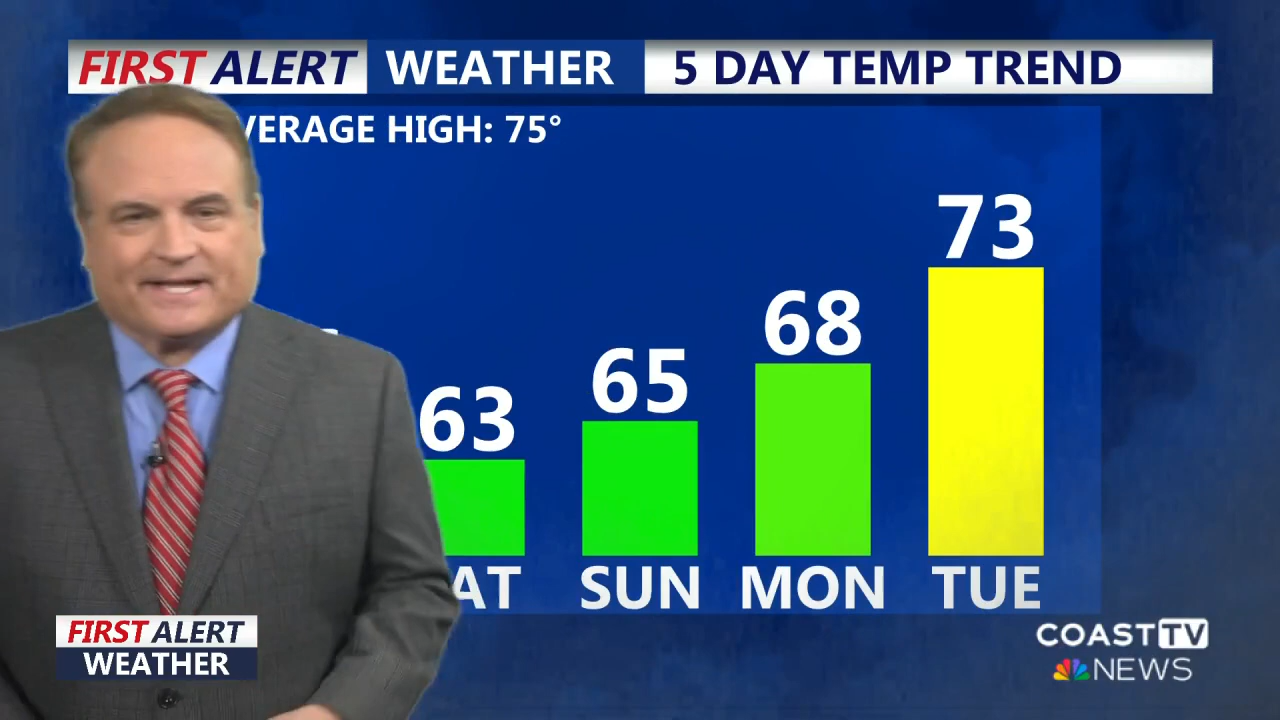 FIRST ALERT WEATHER 5 DAY TEMP TREND
VERAGE HIGH: 75°
73
68
65
63
AT SUN MON TUE
FIRST ALERT
WEATHER
COAST TV
NEWS